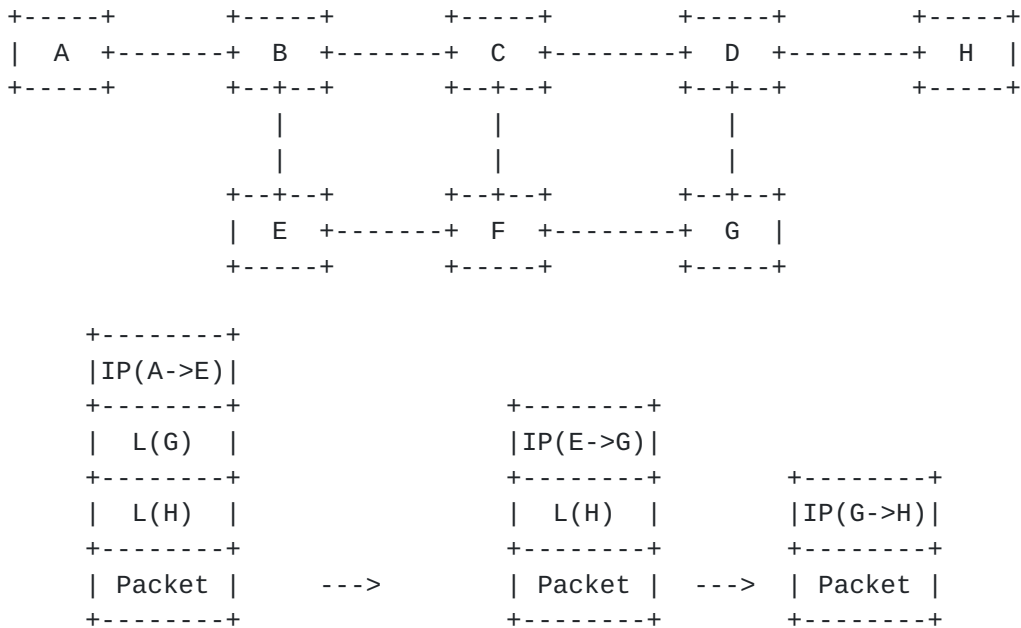 +-----+       +-----+       +-----+        +-----+        +-----+
|  A  +-------+  B  +-------+  C  +--------+  D  +--------+  H  |
+-----+       +--+--+       +--+--+        +--+--+        +-----+
                 |             |              |
                 |             |              |
              +--+--+       +--+--+        +--+--+
              |  E  +-------+  F  +--------+  G  |
              +-----+       +-----+        +-----+

     +--------+
     |IP(A->E)|
     +--------+                 +--------+
     |  L(G)  |                 |IP(E->G)|
     +--------+                 +--------+        +--------+
     |  L(H)  |                 |  L(H)  |        |IP(G->H)|
     +--------+                 +--------+        +--------+
     | Packet |     --->        | Packet |  --->  | Packet |
     +--------+                 +--------+        +--------+